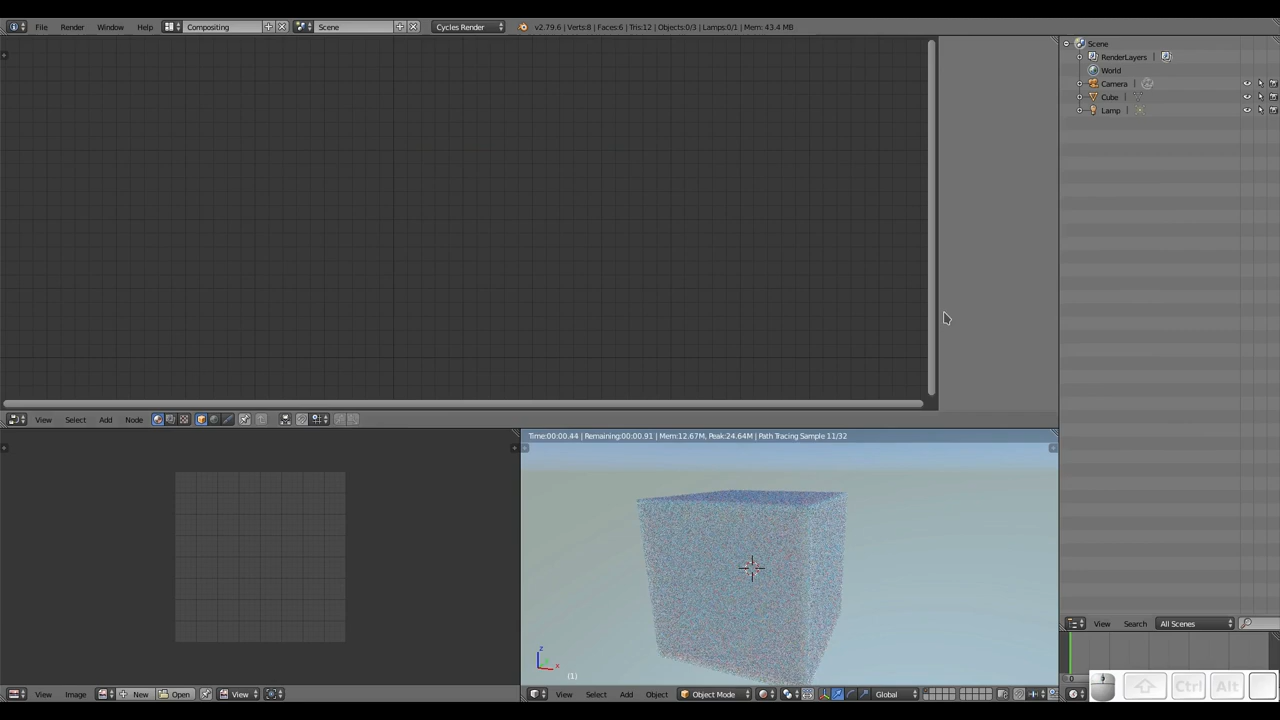 File Render Window Help Compositing Scene Cycles Render v2.79.6 | Verts:8 | Faces:6 | Tris:12 | Objects:0/3 | Lamps:0/1 | Mem: 43.4 MB
Scene
RenderLayers |
World
Camera |
Cube |
Lamp |
View Select Add Node
Time:00:00.44 | Remaining:00:00.91 | Mem:12.67M, Peak:24.64M | Path Tracing Sample 11/32
z
x
(1)
View Search All Scenes
View Image New Open View
View Select Add Object Object Mode Global
0
Ctrl Alt